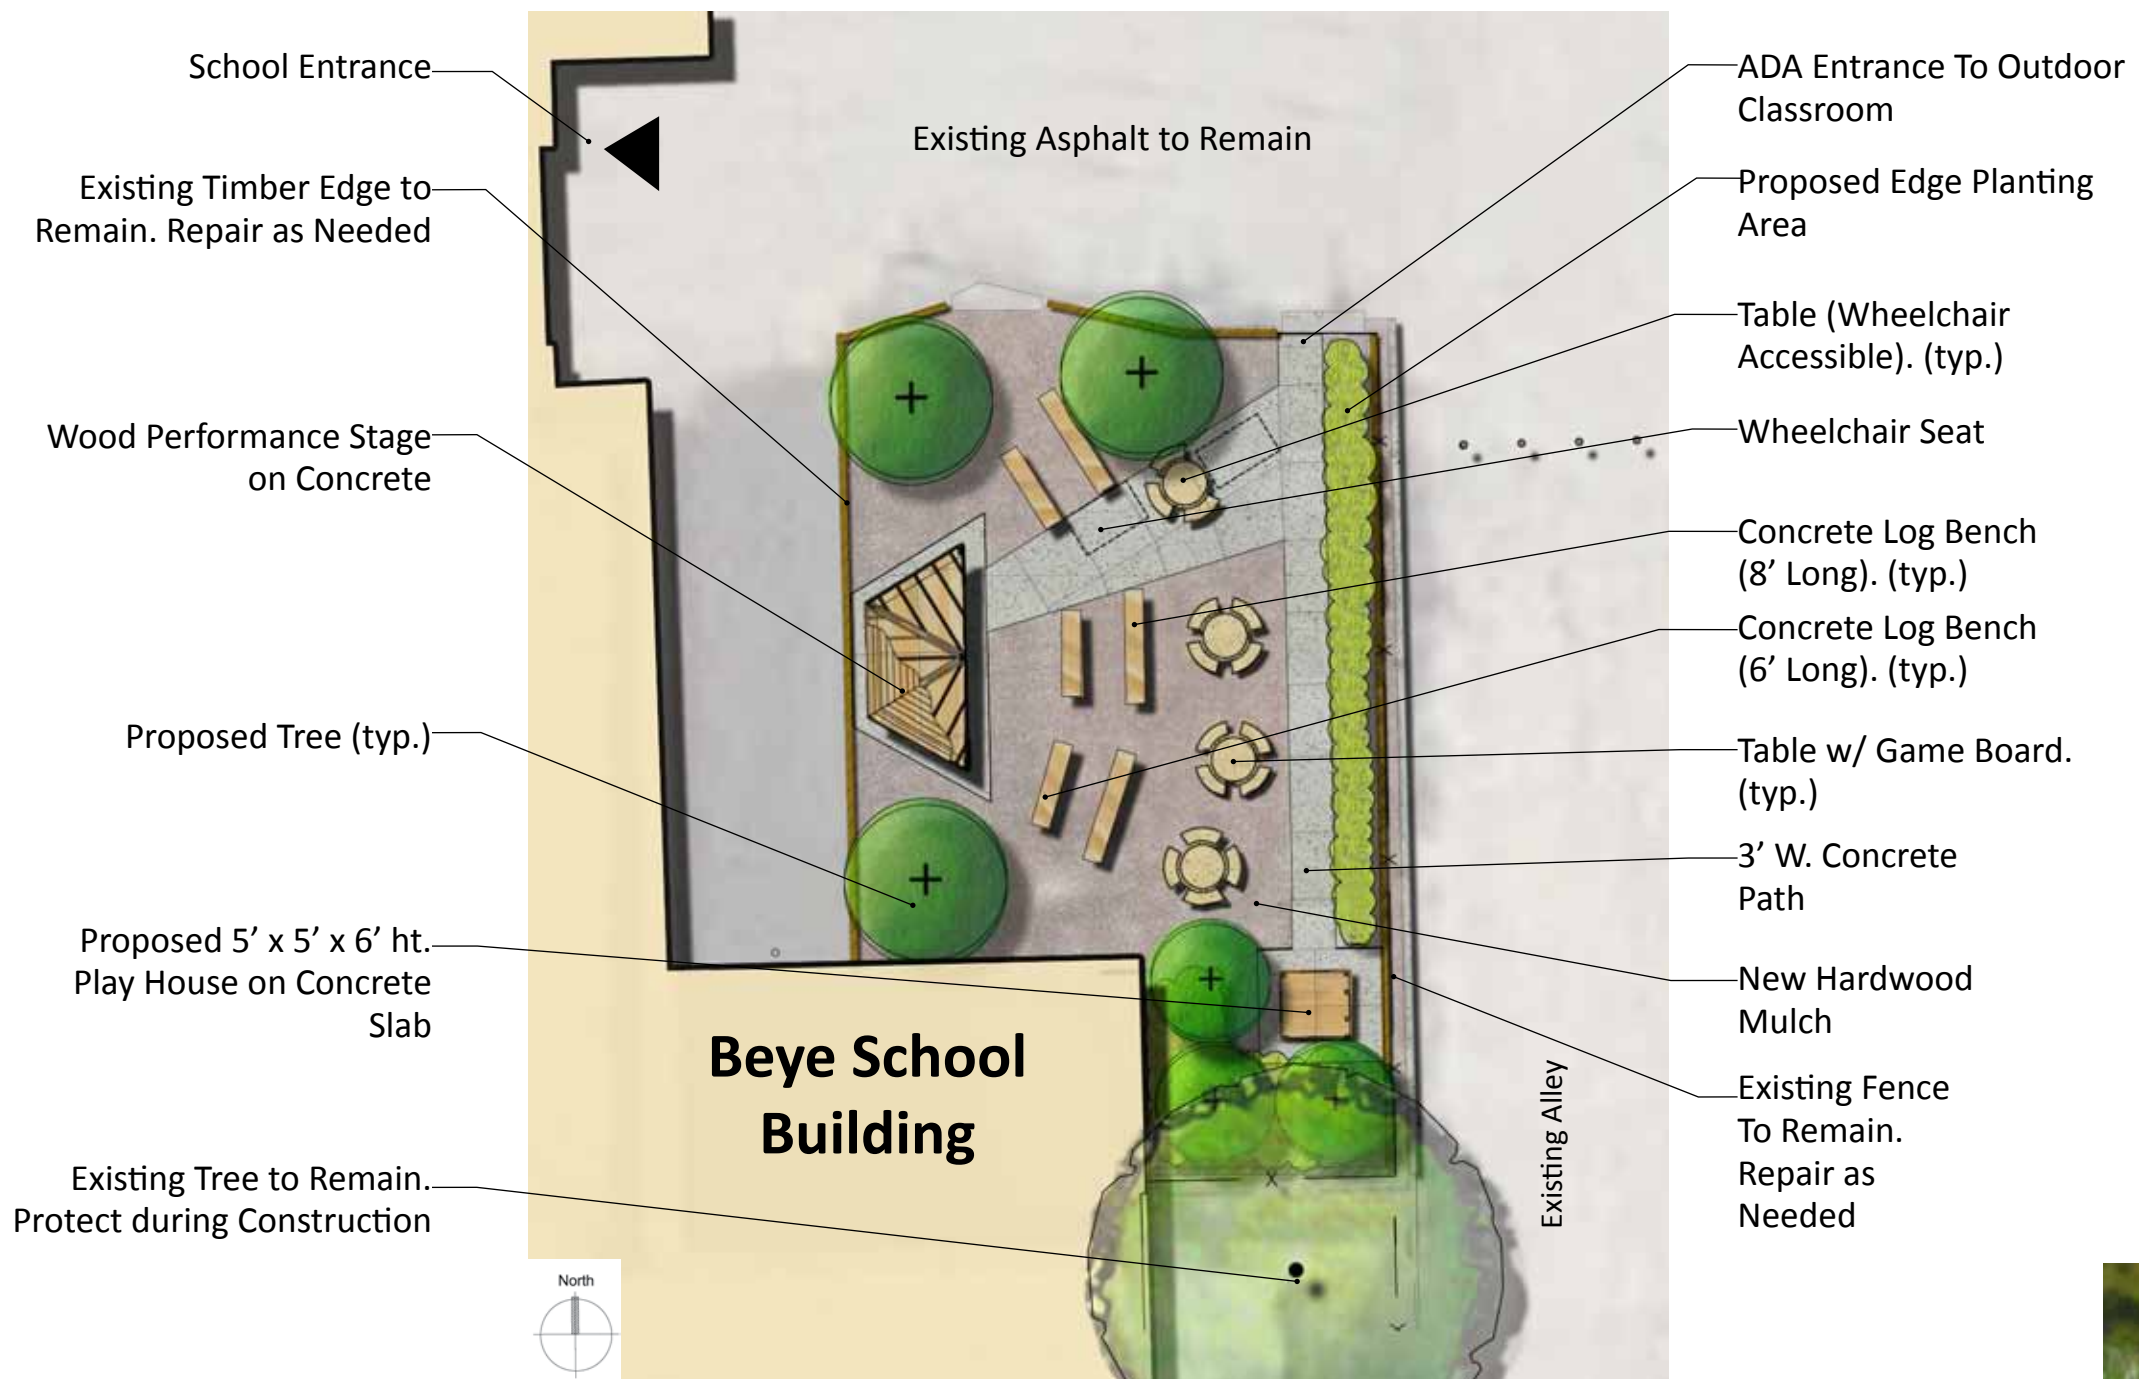 School Entrance
Existing Timber Edge to
Remain. Repair as Needed
Wood Performance Stage
on Concrete
Proposed Tree (typ.)
Proposed 5’ x 5’ x 6’ ht.
Play House on Concrete
Slab
Existing Tree to Remain.
Protect during Construction
Existing Asphalt to Remain
Beye School
Building
North
Existing Alley
ADA Entrance To Outdoor
Classroom
Proposed Edge Planting
Area
Table (Wheelchair
Accessible). (typ.)
Wheelchair Seat
Concrete Log Bench
(8’ Long). (typ.)
Concrete Log Bench
(6’ Long). (typ.)
Table w/ Game Board.
(typ.)
3’ W. Concrete
Path
New Hardwood
Mulch
Existing Fence
To Remain.
Repair as
Needed